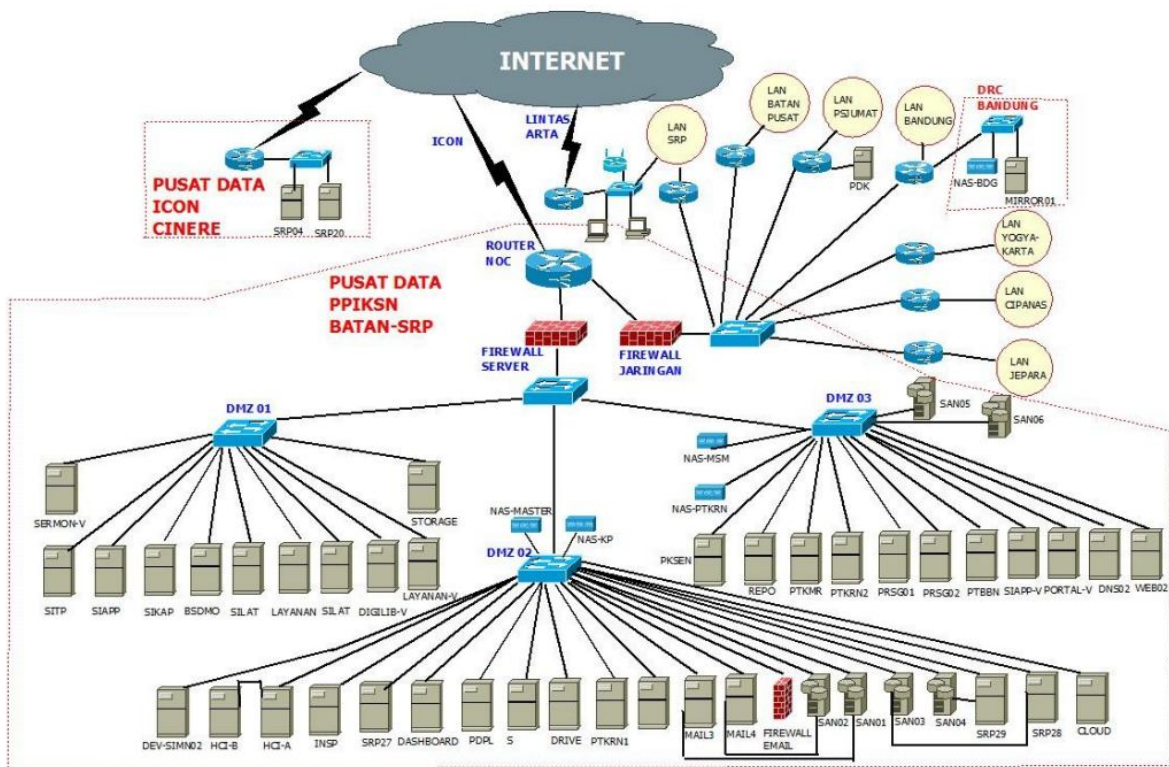 INTERNET
ICON
LINTAS
ARTA
LAN
SRP
LAN
BATAN
PUSAT
LAN
PSJUMAT
LAN
BANDUNG
DRC
BANDUNG
PDK
NAS-BDG
MIRROR01
PUSAT DATA
ICON
CINERE
SRP04
SRP20
ROUTER
NOC
PUSAT DATA
PPIKSN
BATAN-SRP
LAN
YOGYA-
KARTA
LAN
CIPANAS
LAN
JEPARA
FIREWALL
SERVER
FIREWALL
JARINGAN
DMZ 01
DMZ 03
SAN05
SAN06
NAS-MSM
NAS-PTKRN
SERMON-V
STORAGE
NAS-MASTER
NAS-KP
DMZ 02
SITP
SIAPP
SIKAP
BSDMO
SILAT
LAYANAN
SILAT
DIGILIB-V
LAYANAN-V
PKSEN
REPO
PTKMR
PTKRN2
PRSG01
PRSG02
PTBBN
SIAPP-V
PORTAL-V
DNS02
WEB02
DEV-SIMN02
HCI-B
HCI-A
INSP
SRP27
DASHBOARD
PDPL
S
DRIVE
PTKRN1
MAIL3
MAIL4
FIREWALL
EMAIL
SAN02
SAN01
SAN03
SAN04
SRP29
SRP28
CLOUD